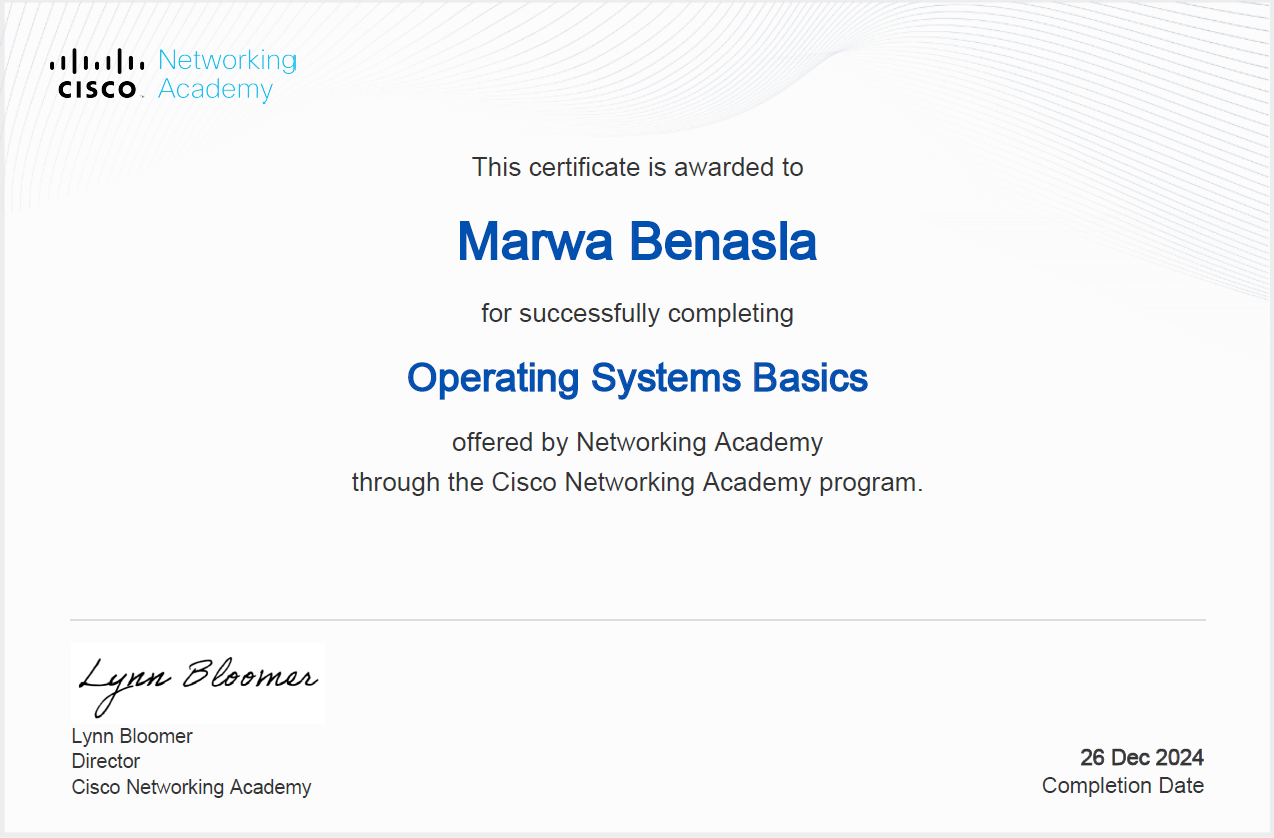 CISCO Networking
Academy
This certificate is awarded to
Marwa Benasla
for successfully completing
Operating Systems Basics
offered by Networking Academy
through the Cisco Networking Academy program.
Lynn Bloomer
Lynn Bloomer
Director
Cisco Networking Academy
26 Dec 2024
Completion Date